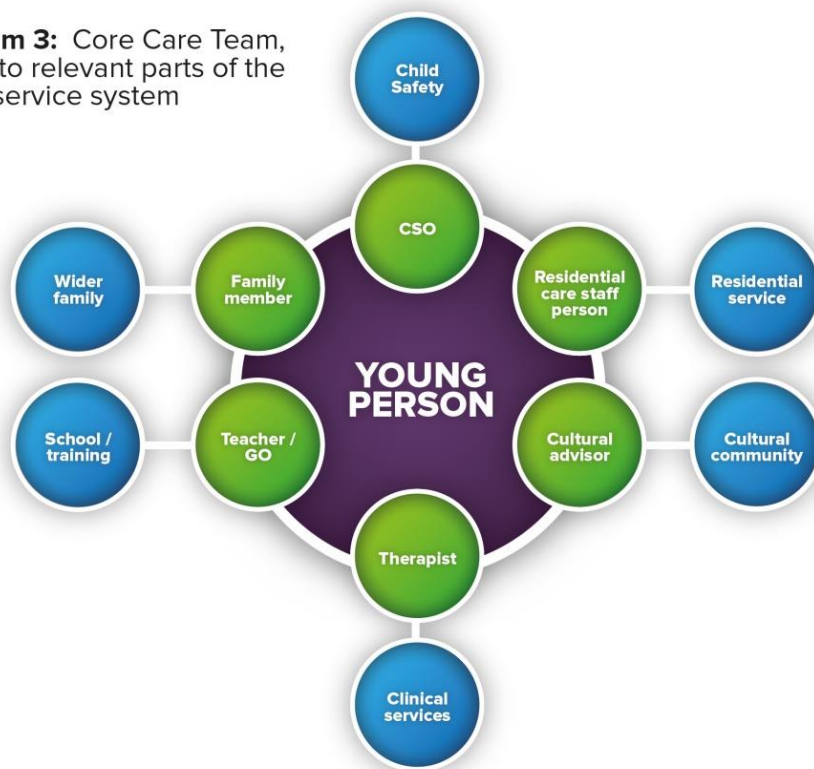 m 3: Core Care Team,
to relevant parts of the
service system
Child
Safety
CSO
Wider
family
Family
member
Residential
care staff
person
Residential
service
YOUNG
PERSON
School /
training
Teacher /
GO
Cultural
advisor
Cultural
community
Therapist
Clinical
services